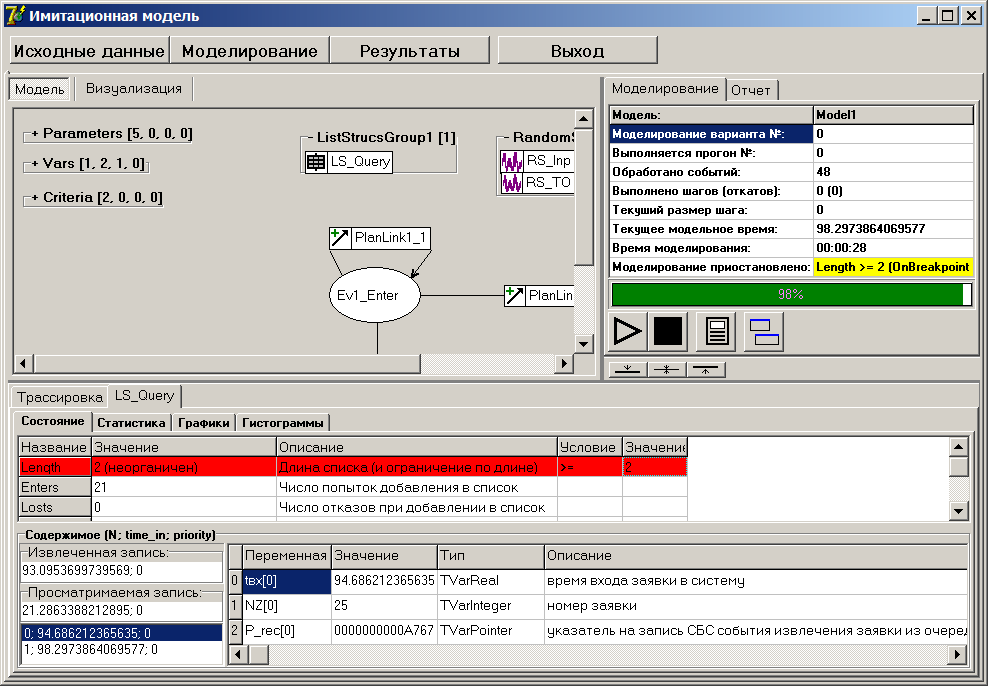 Имитационная модель
Исходные данные Моделирование Результаты Выход
Модель Визуализация
+ Parameters [5, 0, 0, 0]
+ Vars [1, 2, 1, 0]
+ Criteria [2, 0, 0, 0]
- ListStrucsGroup1 [1]
LS_Query
- RandomS
RS_Inp
RS_TO
PlanLink1_1
Ev1_Enter
PlanLin
Моделирование Отчет
Модель: Model1
Моделирование варианта №: 0
Выполняется прогон №: 0
Обработано событий: 48
Выполнено шагов (откатов): 0 (0)
Текуший размер шага: 0
Текущее модельное время: 98.2973864069577
Время моделирования: 00:00:28
Моделирование приостановлено: Length >= 2 (OnBreakpoint
98%
Трассировка LS_Query
Состояние Статистика Графики Гистограммы
Название Значение Описание Условие Значение
Length 2 (неорганичен) Длина списка (и ограничение по длине) >= 2
Enters 21 Число попыток добавления в список
Losts 0 Число отказов при добавлении в список
Содержимое (N; time_in; priority)
Извлеченная запись:
93.0953699739569; 0
Просматримаемая запись:
21.2863388212895; 0
0; 94.686212365635; 0
1; 98.2973864069577; 0
Переменная Значение Тип Описание
0 tвх[0] 94.686212365635 TVarReal время входа заявки в систему
1 NZ[0] 25 TVarInteger номер заявки
2 P_rec[0] 0000000000A767 TVarPointer указатель на запись СБС события извлечения заявки из очеред